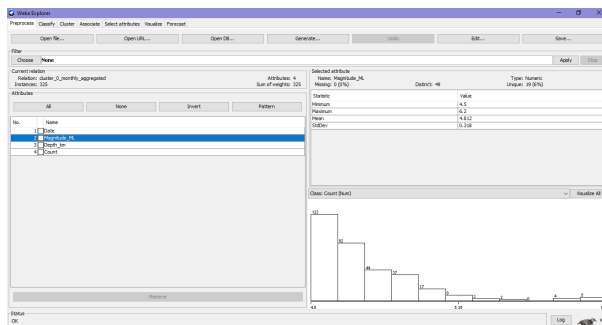 Weka Explorer
Preprocess Classify Cluster Associate Select attributes Visualize Forecast
Open file... Open URL... Open DB... Generate... Undo Edit... Save...
Filter
Choose None Apply Stop
Current relation
Relation: cluster_0_monthly_aggregated Attributes: 4
Instances: 325 Sum of weights: 325
Selected attribute
Name: Magnitude_ML Type: Numeric
Missing: 0 (0%) Distinct: 49 Unique: 19 (6%)
Attributes
All None Invert Pattern
No. Name
1 Date
2 Magnitude_ML
3 Depth_km
4 Count
Remove
Statistic Value
Minimum 4.5
Maximum 6.2
Mean 4.812
StdDev 0.318
Class: Count (Num) Visualize All
133
44
37
17
4.5 5.35
Status
OK
Log